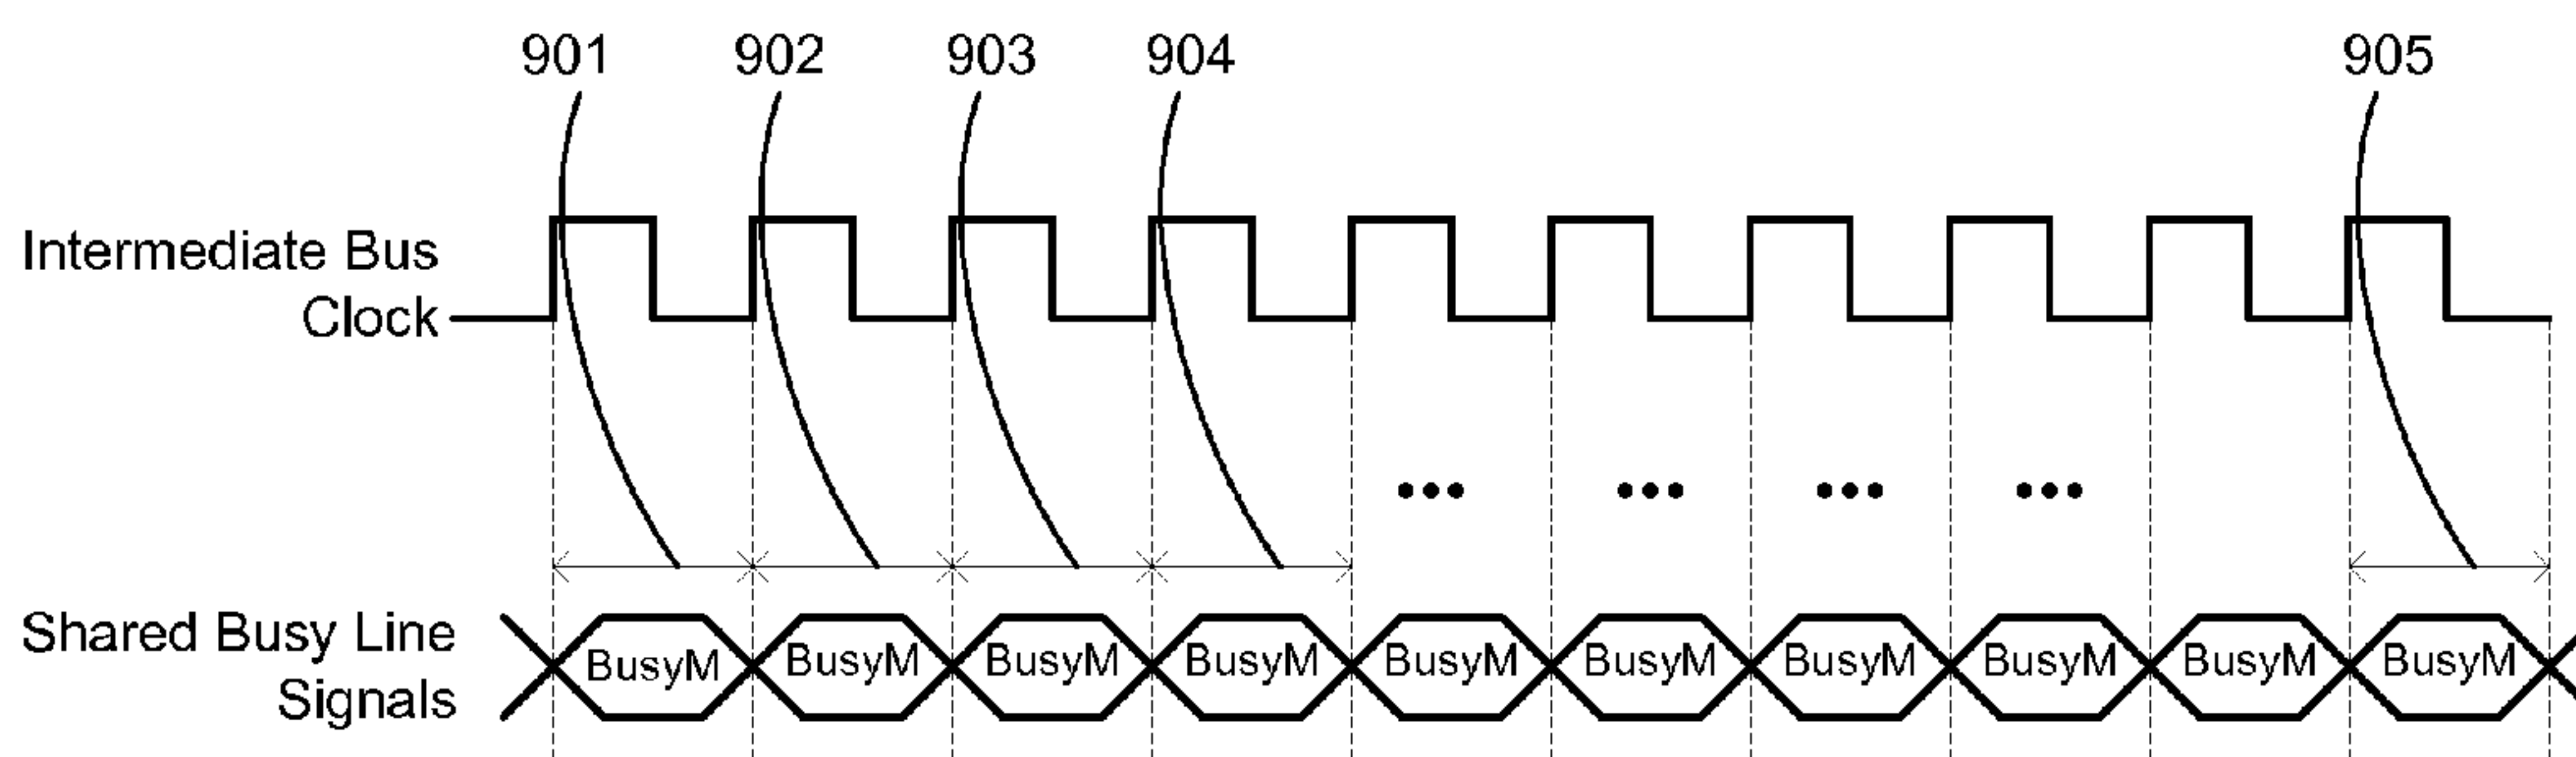 901 902 903 904 905
Intermediate Bus
Clock
••• ••• ••• •••
Shared Busy Line
Signals
BusyM BusyM BusyM BusyM BusyM BusyM BusyM BusyM BusyM BusyM